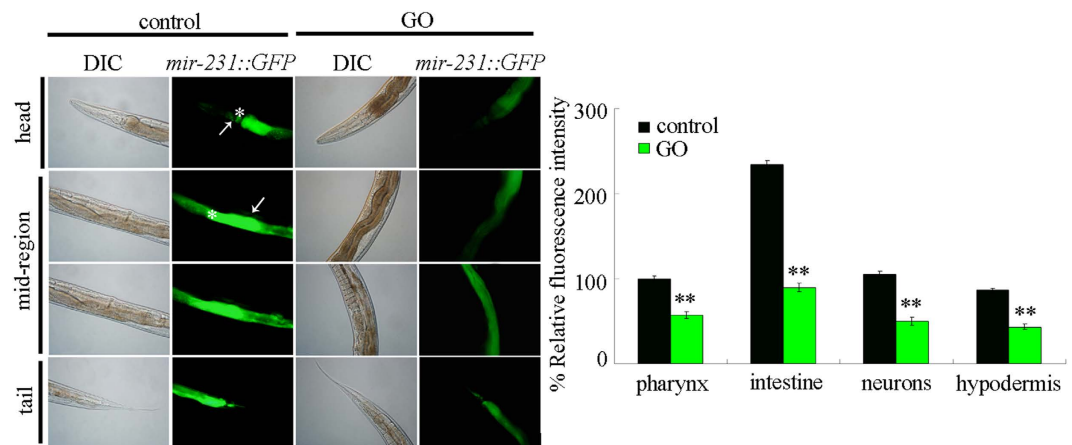 control GO
DIC mir-231::GFP DIC mir-231::GFP
head
*
mid-region
*
tail
% Relative fluorescence intensity
300
200
100
0
control
GO
**
**
**
**
pharynx intestine neurons hypodermis